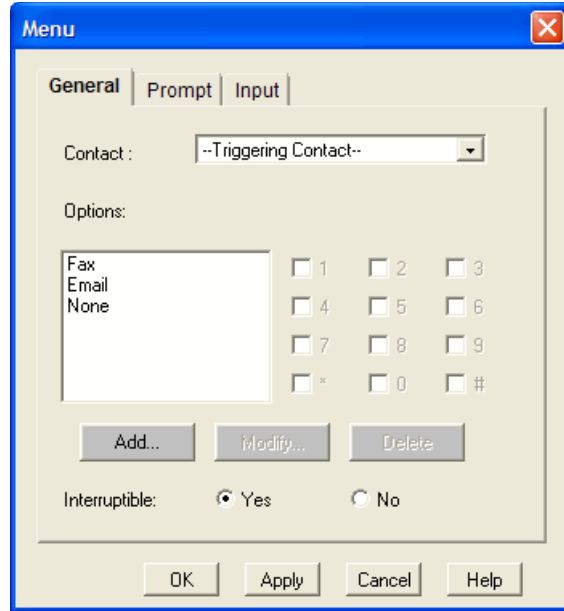 Menu
General Prompt Input
Contact : --Triggering Contact--
Options:
Fax
Email
None
1 2 3
4 5 6
7 8 9
* 0 #
Add... Modify... Delete
Interruptible: Yes No
OK Apply Cancel Help